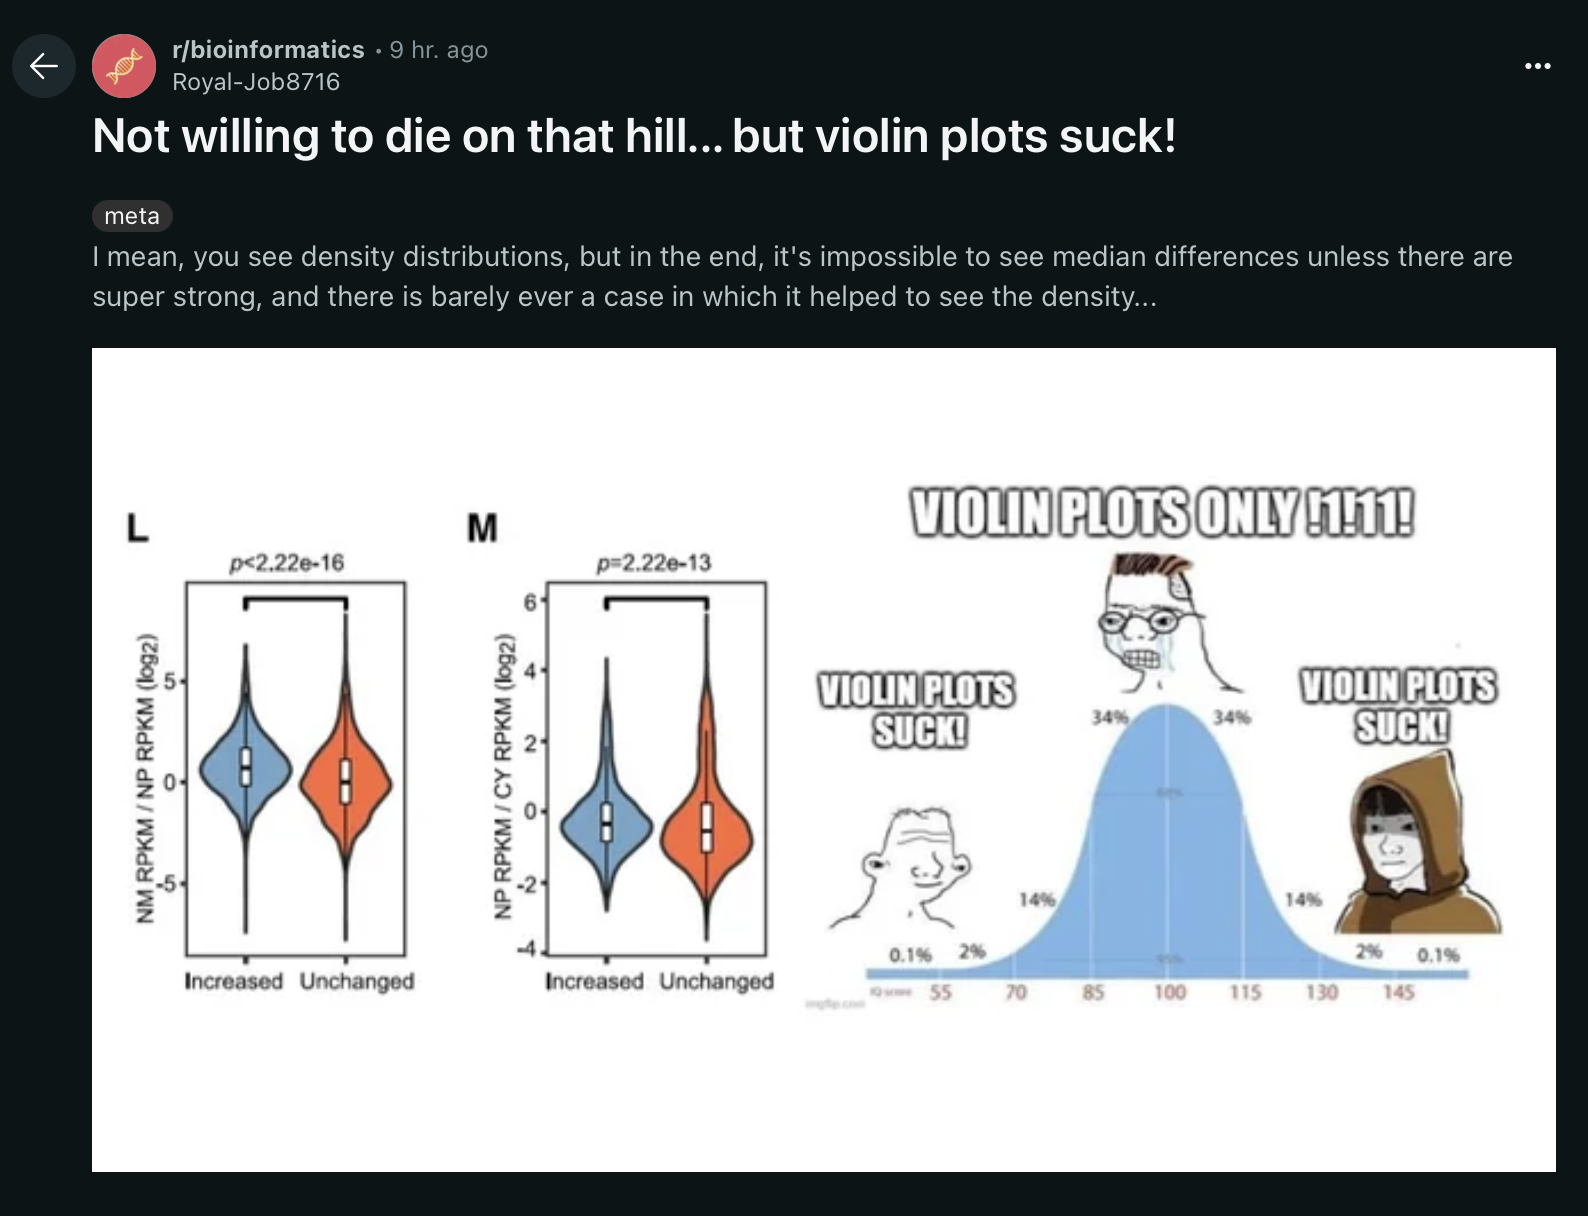 r/bioinformatics • 9 hr. ago
Royal-Job8716
Not willing to die on that hill... but violin plots suck!
meta
I mean, you see density distributions, but in the end, it's impossible to see median differences unless there are
super strong, and there is barely ever a case in which it helped to see the density...
L
p<2.22e-16
NM RPKM / NP RPKM (log2)
5
0
-5
Increased Unchanged
M
p=2.22e-13
NP RPKM / CY RPKM (log2)
6
4
2
0
-2
-4
Increased Unchanged
VIOLIN PLOTS ONLY !1!11!
VIOLIN PLOTS
SUCK!
VIOLIN PLOTS
SUCK!
34% 34%
14% 14%
0.1% 2% 2% 0.1%
IQ score 55 70 85 100 115 130 145
imgflip.com